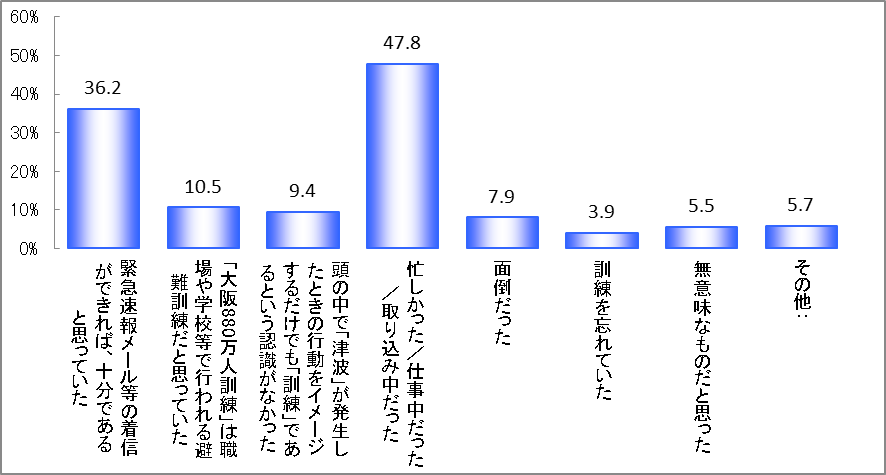 60%
50%
40%
30%
20%
10%
0%
36.2
10.5
9.4
47.8
7.9
3.9
5.5
5.7
緊急速報メール等の着信
ができれば、十分である
と思っていた
「大阪880万人訓練」は職
場や学校等で行われる避
難訓練だと思っていた
頭の中で「津波」が発生し
たときの行動をイメージ
するだけでも「訓練」であ
るという認識がなかった
忙しかった／仕事中だった
／取り込み中だった
面倒だった
訓練を忘れていた
無意味なものだと思った
その他: